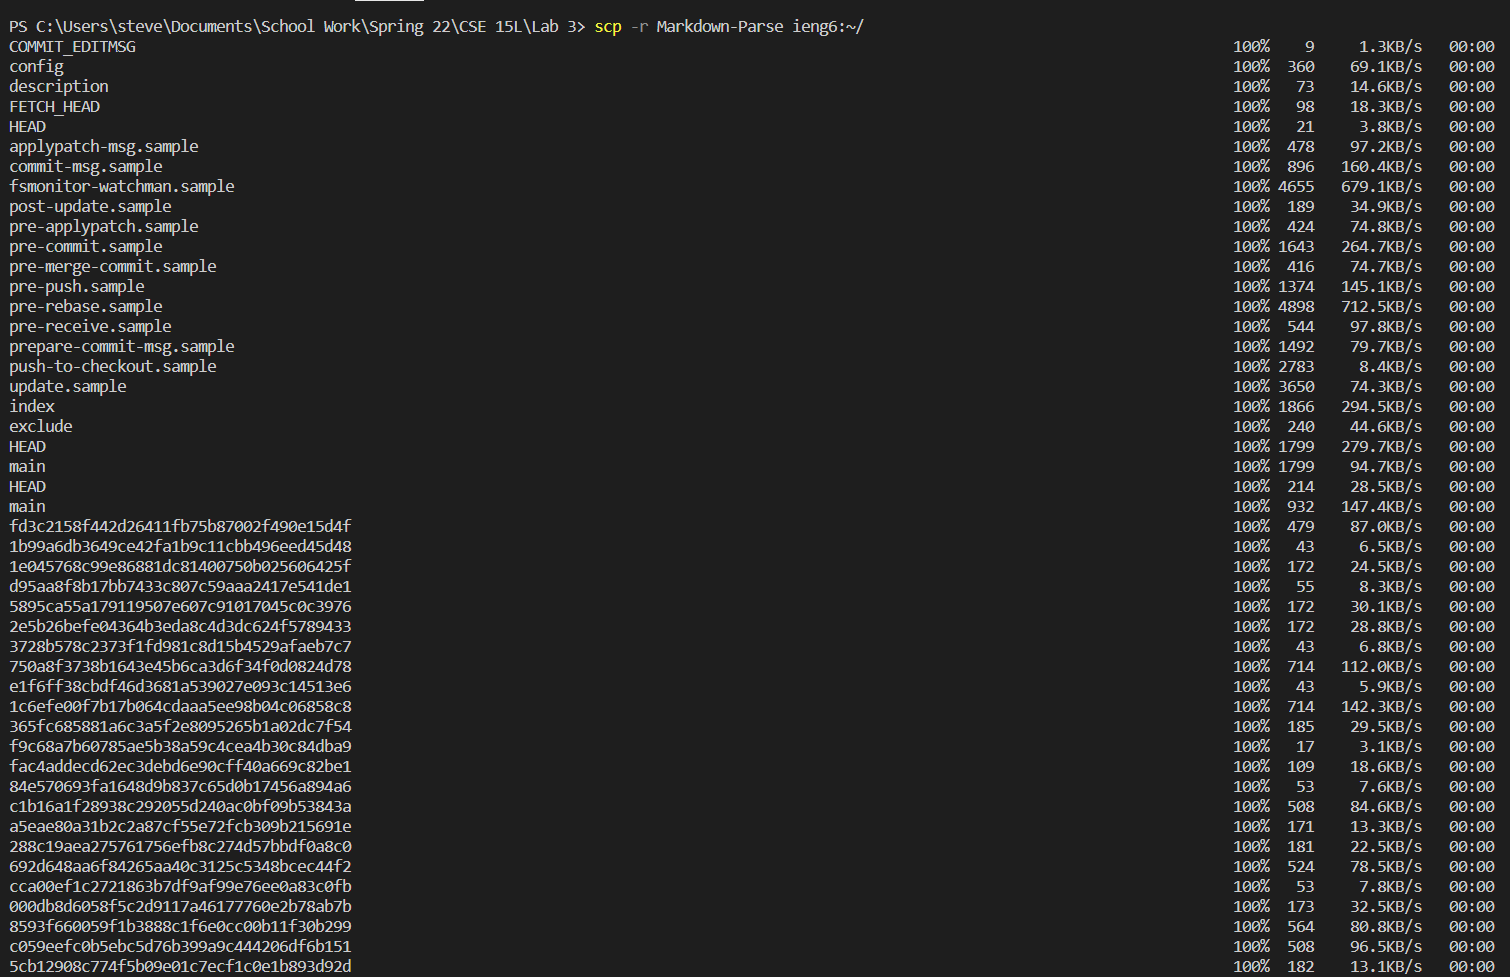 PS C:\Users\steve\Documents\School Work\Spring 22\CSE 15L\Lab 3> scp -r Markdown-Parse ieng6:~/
COMMIT_EDITMSG 100% 9 1.3KB/s 00:00
config 100% 360 69.1KB/s 00:00
description 100% 73 14.6KB/s 00:00
FETCH_HEAD 100% 98 18.3KB/s 00:00
HEAD 100% 21 3.8KB/s 00:00
applypatch-msg.sample 100% 478 97.2KB/s 00:00
commit-msg.sample 100% 896 160.4KB/s 00:00
fsmonitor-watchman.sample 100% 4655 679.1KB/s 00:00
post-update.sample 100% 189 34.9KB/s 00:00
pre-applypatch.sample 100% 424 74.8KB/s 00:00
pre-commit.sample 100% 1643 264.7KB/s 00:00
pre-merge-commit.sample 100% 416 74.7KB/s 00:00
pre-push.sample 100% 1374 145.1KB/s 00:00
pre-rebase.sample 100% 4898 712.5KB/s 00:00
pre-receive.sample 100% 544 97.8KB/s 00:00
prepare-commit-msg.sample 100% 1492 79.7KB/s 00:00
push-to-checkout.sample 100% 2783 8.4KB/s 00:00
update.sample 100% 3650 74.3KB/s 00:00
index 100% 1866 294.5KB/s 00:00
exclude 100% 240 44.6KB/s 00:00
HEAD 100% 1799 279.7KB/s 00:00
main 100% 1799 94.7KB/s 00:00
HEAD 100% 214 28.5KB/s 00:00
main 100% 932 147.4KB/s 00:00
fd3c2158f442d26411fb75b87002f490e15d4f 100% 479 87.0KB/s 00:00
1b99a6db3649ce42fa1b9c11cbb496eed45d48 100% 43 6.5KB/s 00:00
1e045768c99e86881dc81400750b025606425f 100% 172 24.5KB/s 00:00
d95aa8f8b17bb7433c807c59aaa2417e541de1 100% 55 8.3KB/s 00:00
5895ca55a179119507e607c91017045c0c3976 100% 172 30.1KB/s 00:00
2e5b26befe04364b3eda8c4d3dc624f5789433 100% 172 28.8KB/s 00:00
3728b578c2373f1fd981c8d15b4529afaeb7c7 100% 43 6.8KB/s 00:00
750a8f3738b1643e45b6ca3d6f34f0d0824d78 100% 714 112.0KB/s 00:00
e1f6ff38cbdf46d3681a539027e093c14513e6 100% 43 5.9KB/s 00:00
1c6efe00f7b17b064cdaaa5ee98b04c06858c8 100% 714 142.3KB/s 00:00
365fc685881a6c3a5f2e8095265b1a02dc7f54 100% 185 29.5KB/s 00:00
f9c68a7b60785ae5b38a59c4cea4b30c84dba9 100% 17 3.1KB/s 00:00
fac4addecd62ec3debd6e90cff40a669c82be1 100% 109 18.6KB/s 00:00
84e570693fa1648d9b837c65d0b17456a894a6 100% 53 7.6KB/s 00:00
c1b16a1f28938c292055d240ac0bf09b53843a 100% 508 84.6KB/s 00:00
a5eae80a31b2c2a87cf55e72fcb309b215691e 100% 171 13.3KB/s 00:00
288c19aea275761756efb8c274d57bbdf0a8c0 100% 181 22.5KB/s 00:00
692d648aa6f84265aa40c3125c5348bcec44f2 100% 524 78.5KB/s 00:00
cca00ef1c2721863b7df9af99e76ee0a83c0fb 100% 53 7.8KB/s 00:00
000db8d6058f5c2d9117a46177760e2b78ab7b 100% 173 32.5KB/s 00:00
8593f660059f1b3888c1f6e0cc00b11f30b299 100% 564 80.8KB/s 00:00
c059eefc0b5ebc5d76b399a9c444206df6b151 100% 508 96.5KB/s 00:00
5cb12908c774f5b09e01c7ecf1c0e1b893d92d 100% 182 13.1KB/s 00:00